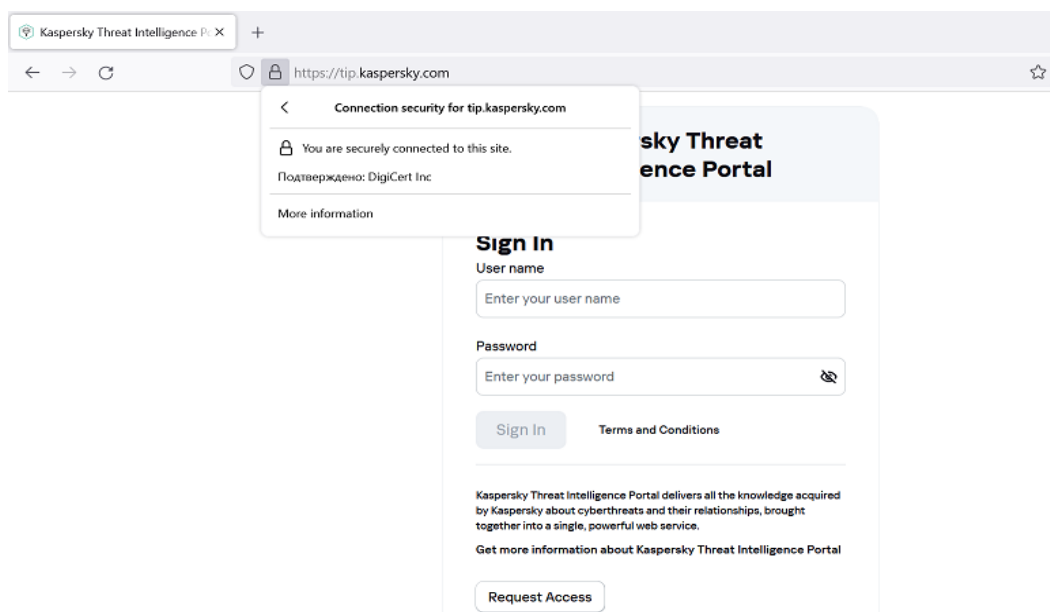 Kaspersky Threat Intelligence Po
https://tip.kaspersky.com
Connection security for tip.kaspersky.com
You are securely connected to this site.
Подтверждено: DigiCert Inc
More information
sky Threat
ence Portal
Sign In
User name
Enter your user name
Password
Enter your password
Sign In
Terms and Conditions
Kaspersky Threat Intelligence Portal delivers all the knowledge acquired
by Kaspersky about cyberthreats and their relationships, brought
together into a single, powerful web service.
Get more information about Kaspersky Threat Intelligence Portal
Request Access